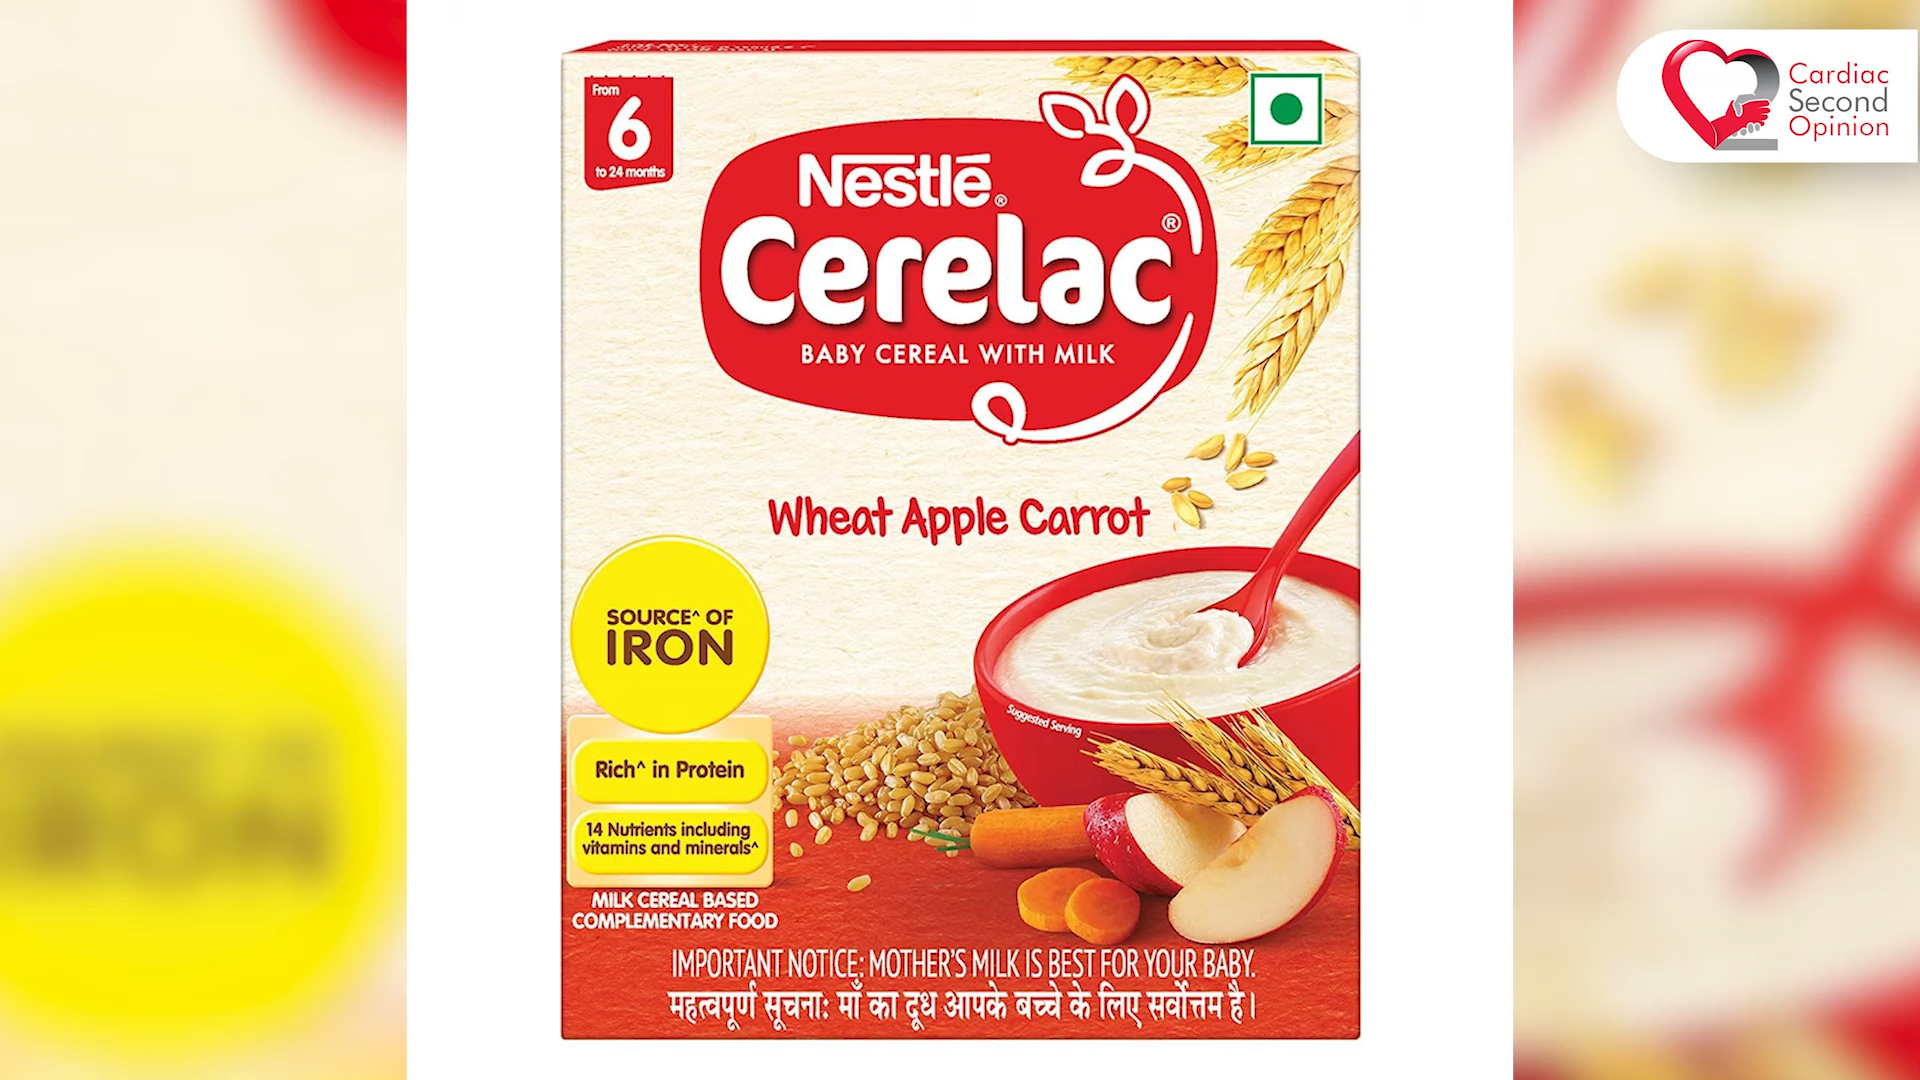 From
6
to 24 months
Nestlé®
Cerelac®
BABY CEREAL WITH MILK
Wheat Apple Carrot
SOURCE^ OF
IRON
Rich^ in Protein
14 Nutrients including
vitamins and minerals^
MILK CEREAL BASED
COMPLEMENTARY FOOD
Suggested Serving
IMPORTANT NOTICE: MOTHER'S MILK IS BEST FOR YOUR BABY.
महत्वपूर्ण सूचना: माँ का दूध आपके बच्चे के लिए सर्वोत्तम है।
Cardiac
Second
Opinion